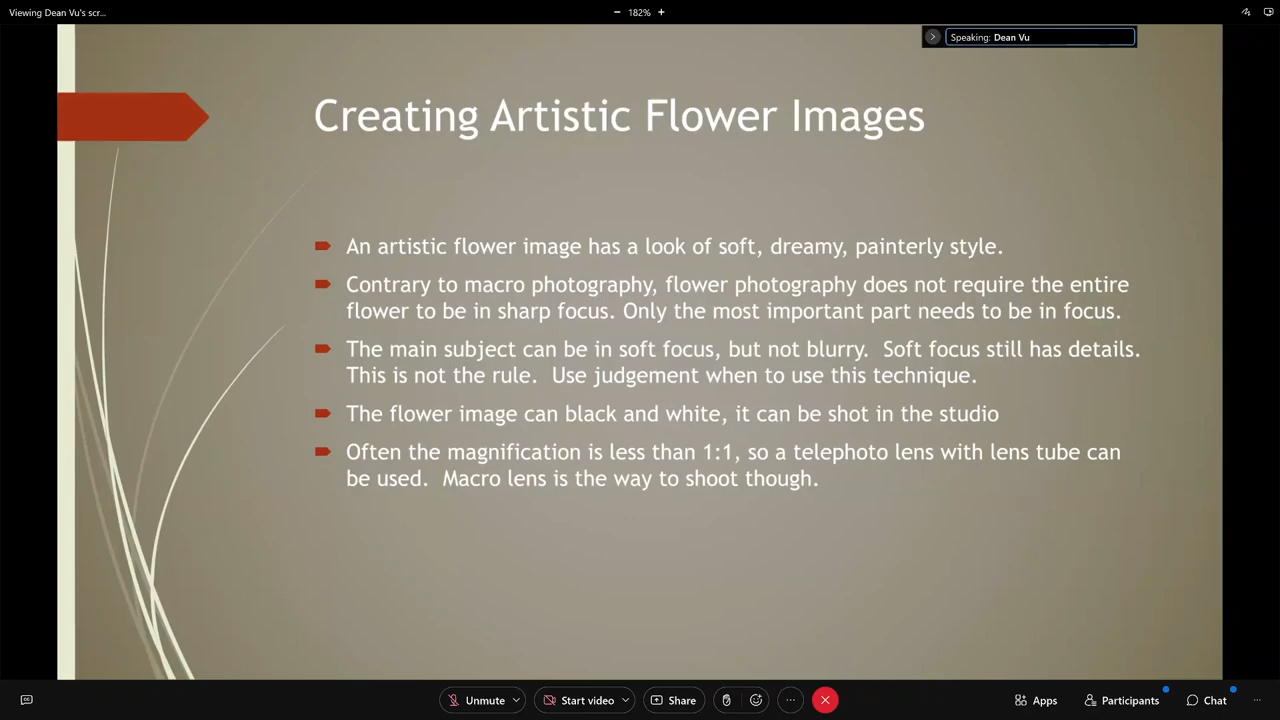 Viewing Dean Vu's scr...
− 182% +
Speaking: Dean Vu
Creating Artistic Flower Images
An artistic flower image has a look of soft, dreamy, painterly style.
Contrary to macro photography, flower photography does not require the entire
flower to be in sharp focus. Only the most important part needs to be in focus.
The main subject can be in soft focus, but not blurry. Soft focus still has details.
This is not the rule. Use judgement when to use this technique.
The flower image can black and white, it can be shot in the studio
Often the magnification is less than 1:1, so a telephoto lens with lens tube can
be used. Macro lens is the way to shoot though.
Unmute Start video Share Apps Participants Chat